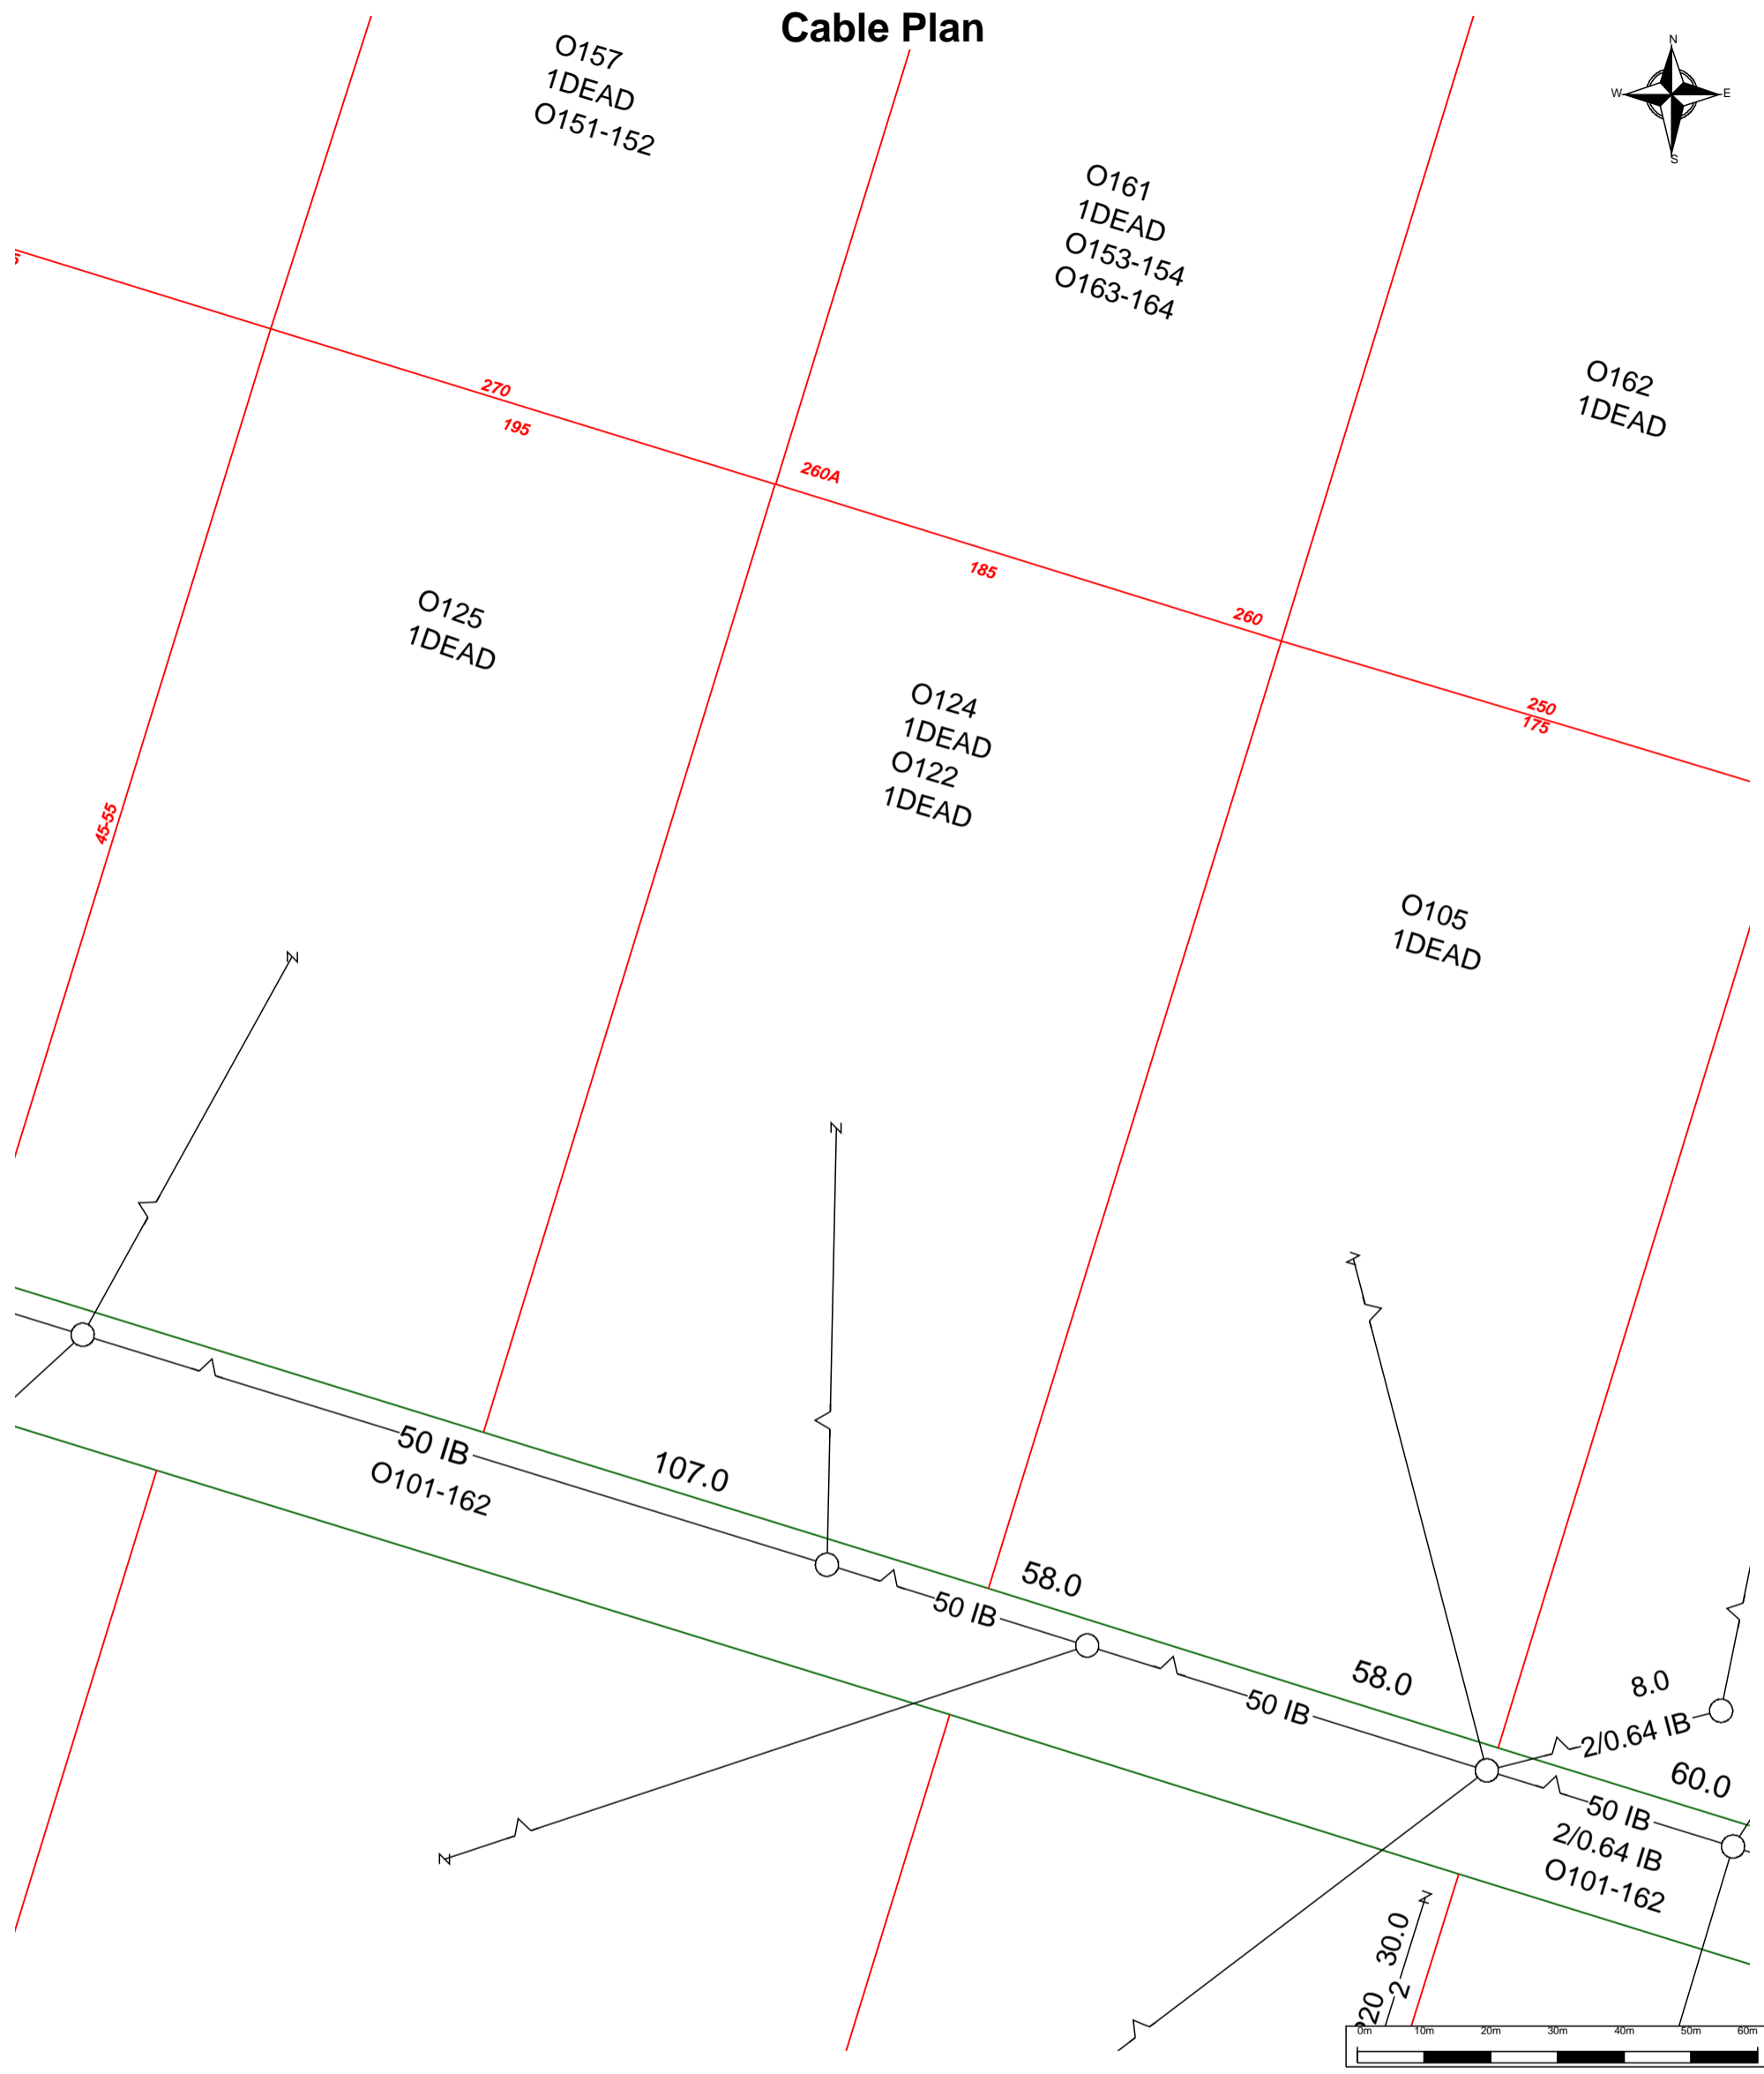 Cable Plan
N
W
E
S
O157
1DEAD
O151-152
O161
1DEAD
O153-154
O163-164
O162
1DEAD
270
195
260A
185
260
250
175
O125
1DEAD
O124
1DEAD
O122
1DEAD
45-55
O105
1DEAD
50 IB
O101-162
107.0
58.0
50 IB
58.0
50 IB
8.0
2/0.64 IB
60.0
50 IB
2/0.64 IB
O101-162
30.0
2
0m 10m 20m 30m 40m 50m 60m